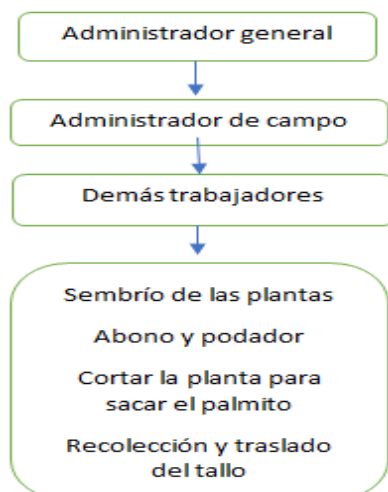 Administrador general
Administrador de campo
Demás trabajadores
Sembrío de las plantas
Abono y podador
Cortar la planta para
sacar el palmito
Recolección y traslado
del tallo